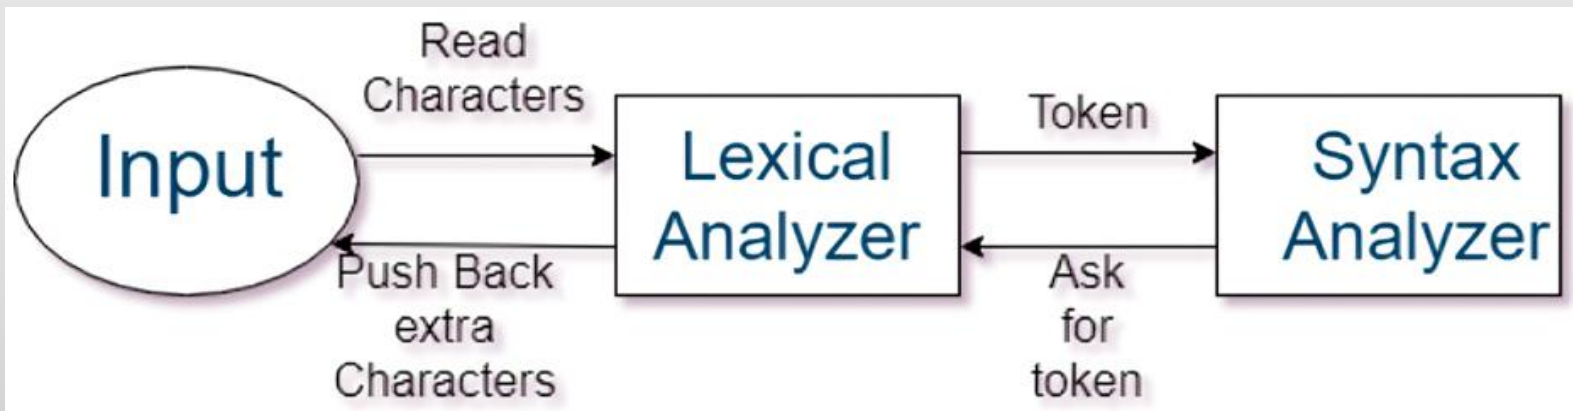 Read
Characters
Input
Push Back
extra
Characters
Lexical
Analyzer
Token
Ask
for
token
Syntax
Analyzer